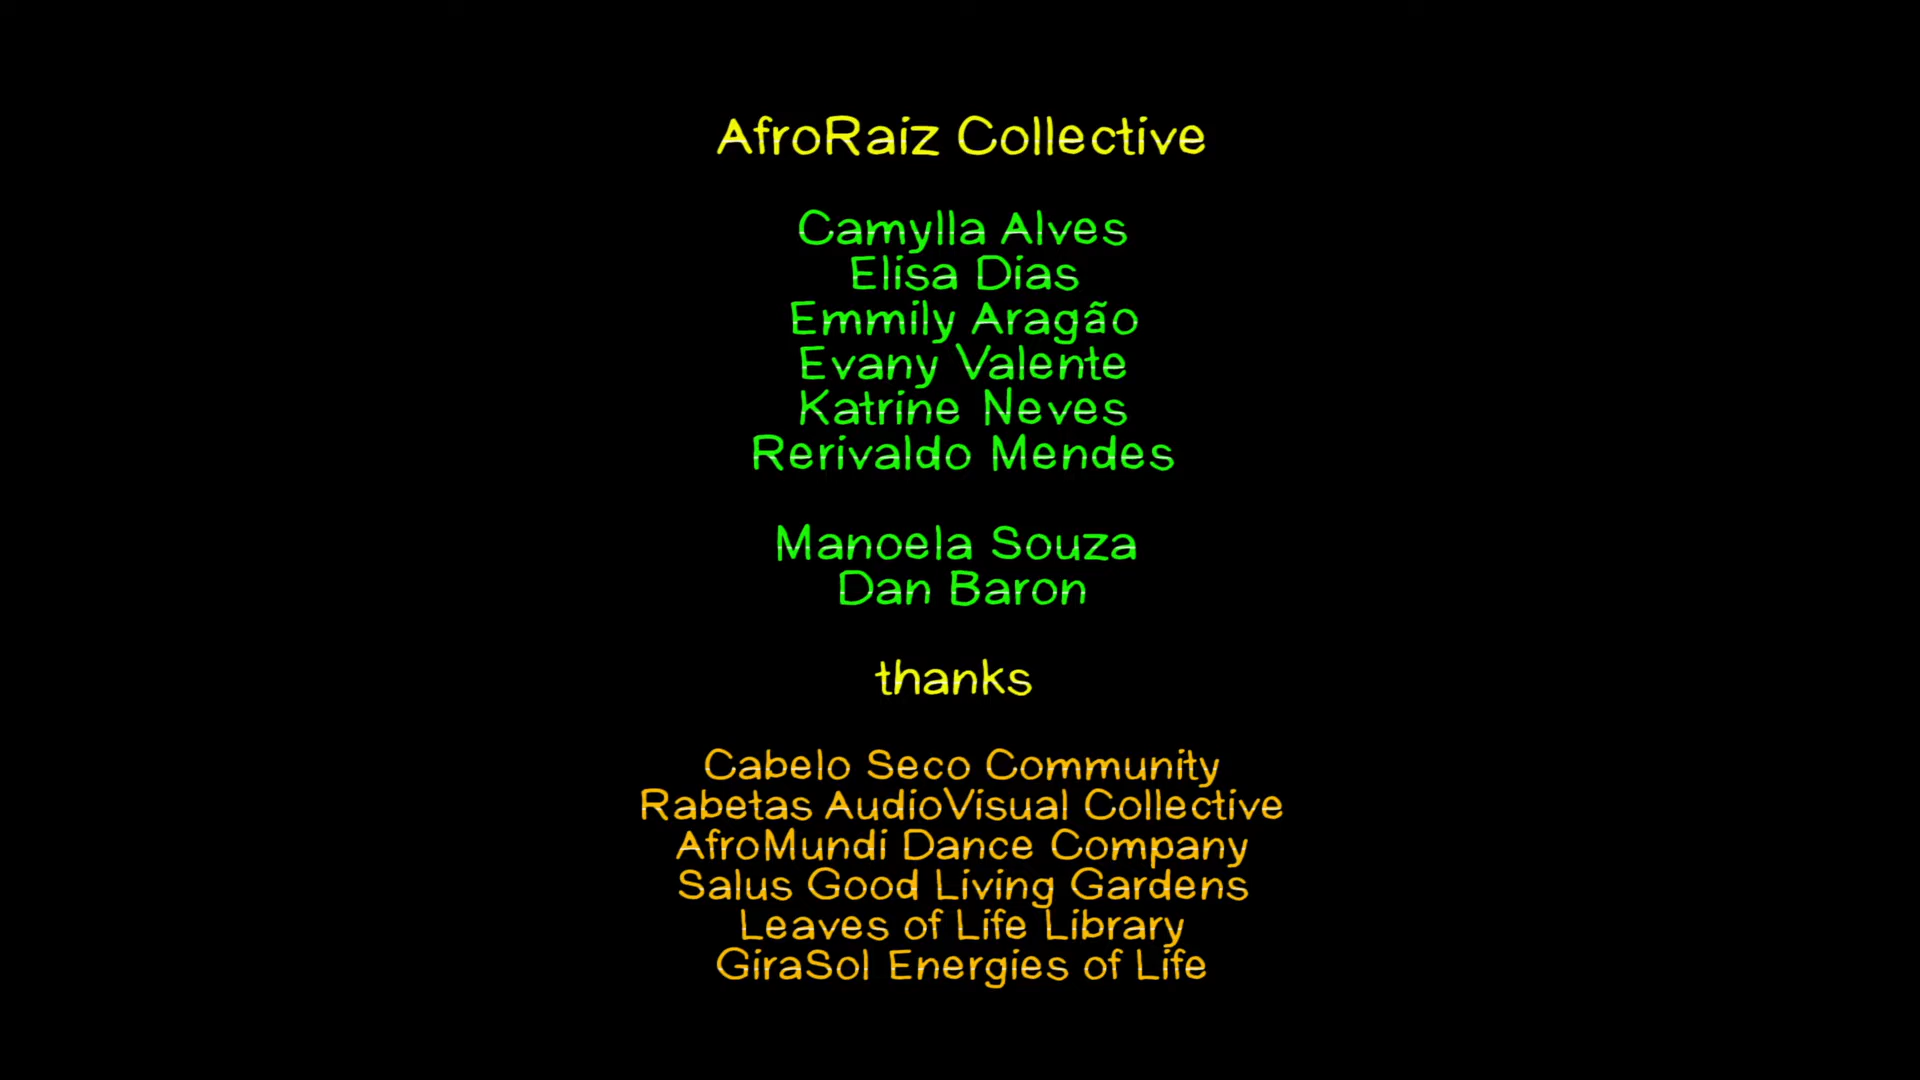 AfroRaiz Collective
Camylla Alves
Elisa Dias
Emmily Aragão
Evany Valente
Katrine Neves
Rerivaldo Mendes
Manoela Souza
Dan Baron
thanks
Cabelo Seco Community
Rabetas AudioVisual Collective
AfroMundi Dance Company
Salus Good Living Gardens
Leaves of Life Library
GiraSol Energies of Life